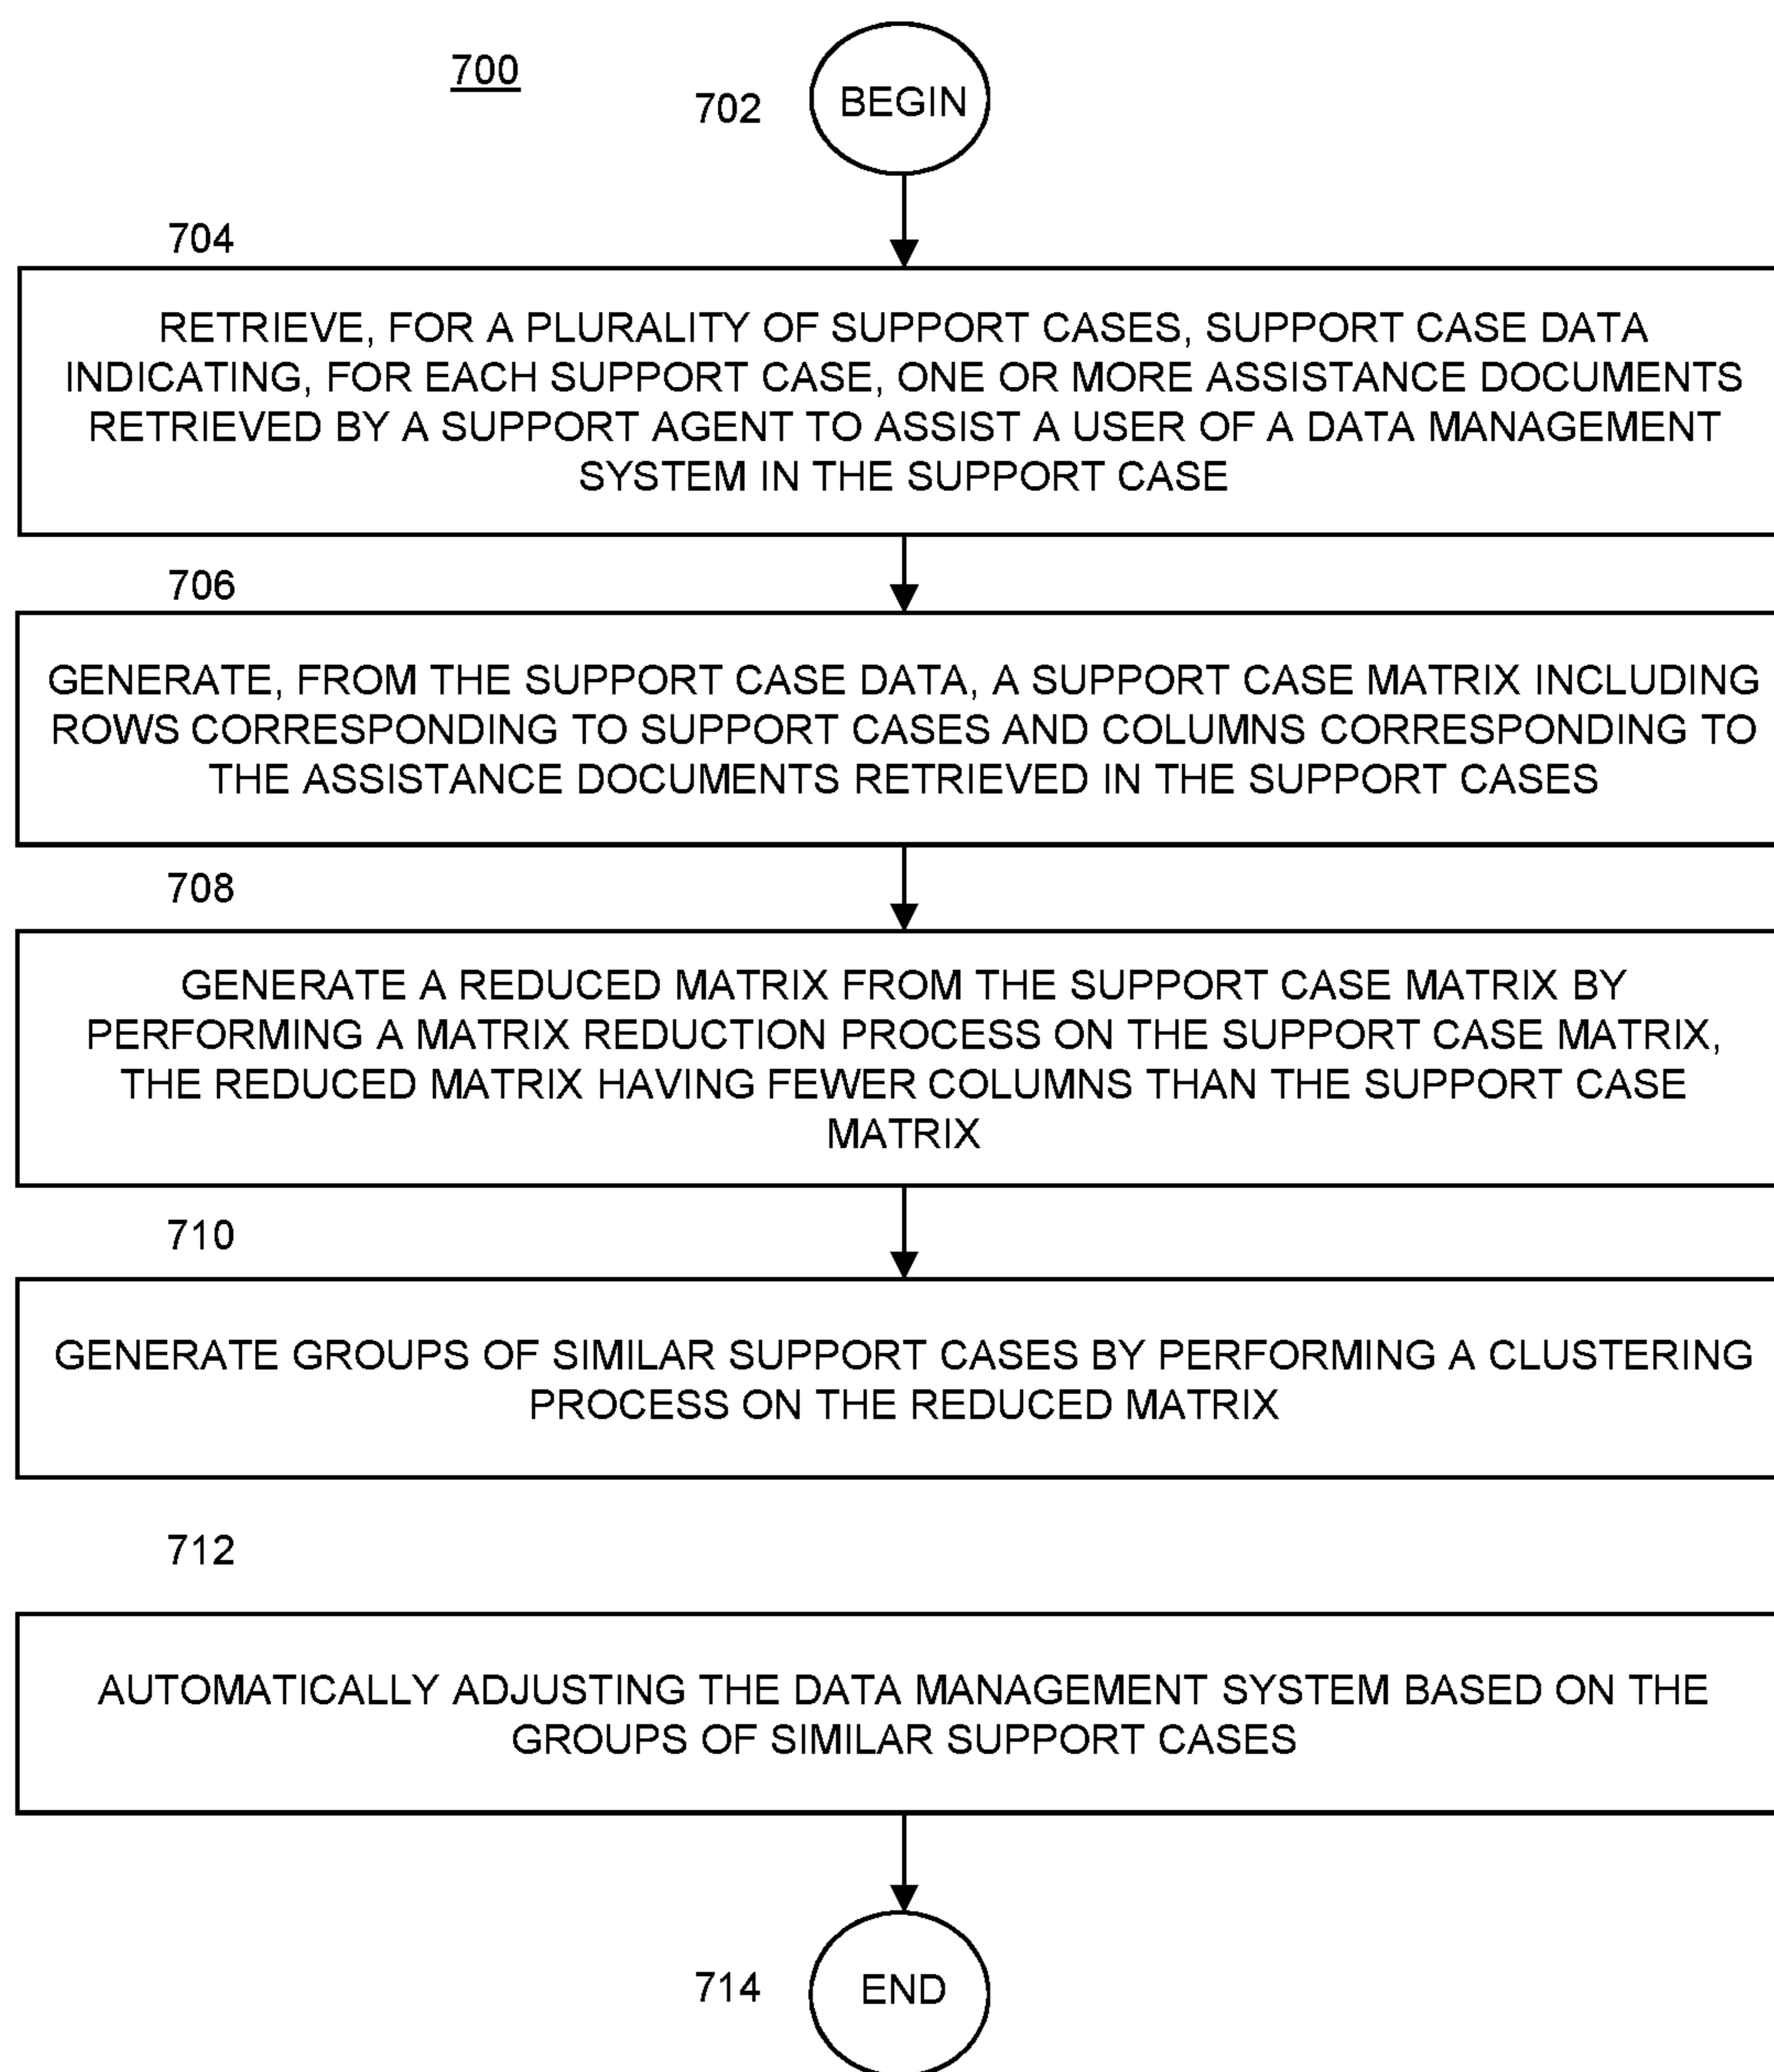 700
702
BEGIN
704
RETRIEVE, FOR A PLURALITY OF SUPPORT CASES, SUPPORT CASE DATA
INDICATING, FOR EACH SUPPORT CASE, ONE OR MORE ASSISTANCE DOCUMENTS
RETRIEVED BY A SUPPORT AGENT TO ASSIST A USER OF A DATA MANAGEMENT
SYSTEM IN THE SUPPORT CASE
706
GENERATE, FROM THE SUPPORT CASE DATA, A SUPPORT CASE MATRIX INCLUDING
ROWS CORRESPONDING TO SUPPORT CASES AND COLUMNS CORRESPONDING TO
THE ASSISTANCE DOCUMENTS RETRIEVED IN THE SUPPORT CASES
708
GENERATE A REDUCED MATRIX FROM THE SUPPORT CASE MATRIX BY
PERFORMING A MATRIX REDUCTION PROCESS ON THE SUPPORT CASE MATRIX,
THE REDUCED MATRIX HAVING FEWER COLUMNS THAN THE SUPPORT CASE
MATRIX
710
GENERATE GROUPS OF SIMILAR SUPPORT CASES BY PERFORMING A CLUSTERING
PROCESS ON THE REDUCED MATRIX
712
AUTOMATICALLY ADJUSTING THE DATA MANAGEMENT SYSTEM BASED ON THE
GROUPS OF SIMILAR SUPPORT CASES
714
END